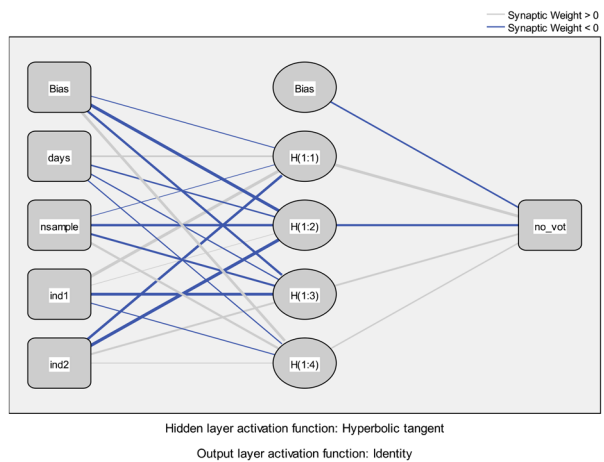 Synaptic Weight > 0
Synaptic Weight < 0
Bias
Bias
days
H(1:1)
nsample
H(1:2)
no_vot
ind1
H(1:3)
ind2
H(1:4)
Hidden layer activation function: Hyperbolic tangent
Output layer activation function: Identity